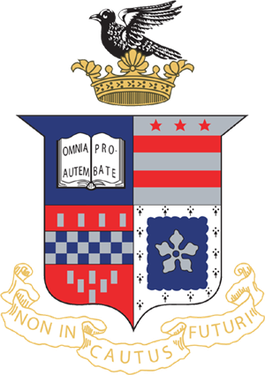 OMNIA
AUTEM
PRO-
BATE
NON IN
CAUTUS
FUTURI